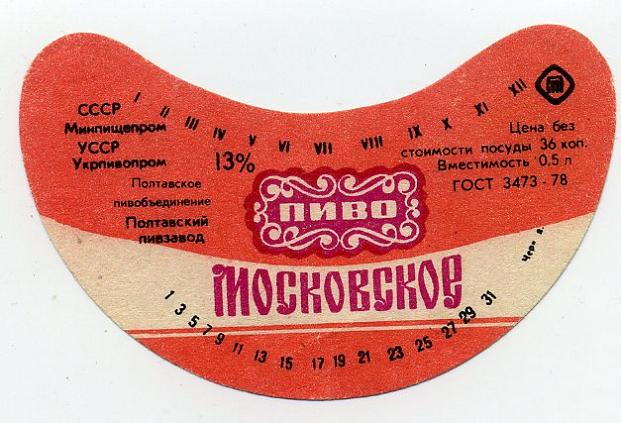 I II III IV V VI VII VIII IX X XI XII
СССР
Минпищепром
УССР
Укрпивопром
13%
Полтавское
пивобъединение
Полтавский
пивзавод
Цена без
стоимости посуды 36 коп.
Вместимость 0,5 л
ГОСТ 3473-78
ПИВО
МОСКОВСКОЕ
1 3 5 7 9 11 13 15 17 19 21 23 25 27 29 31